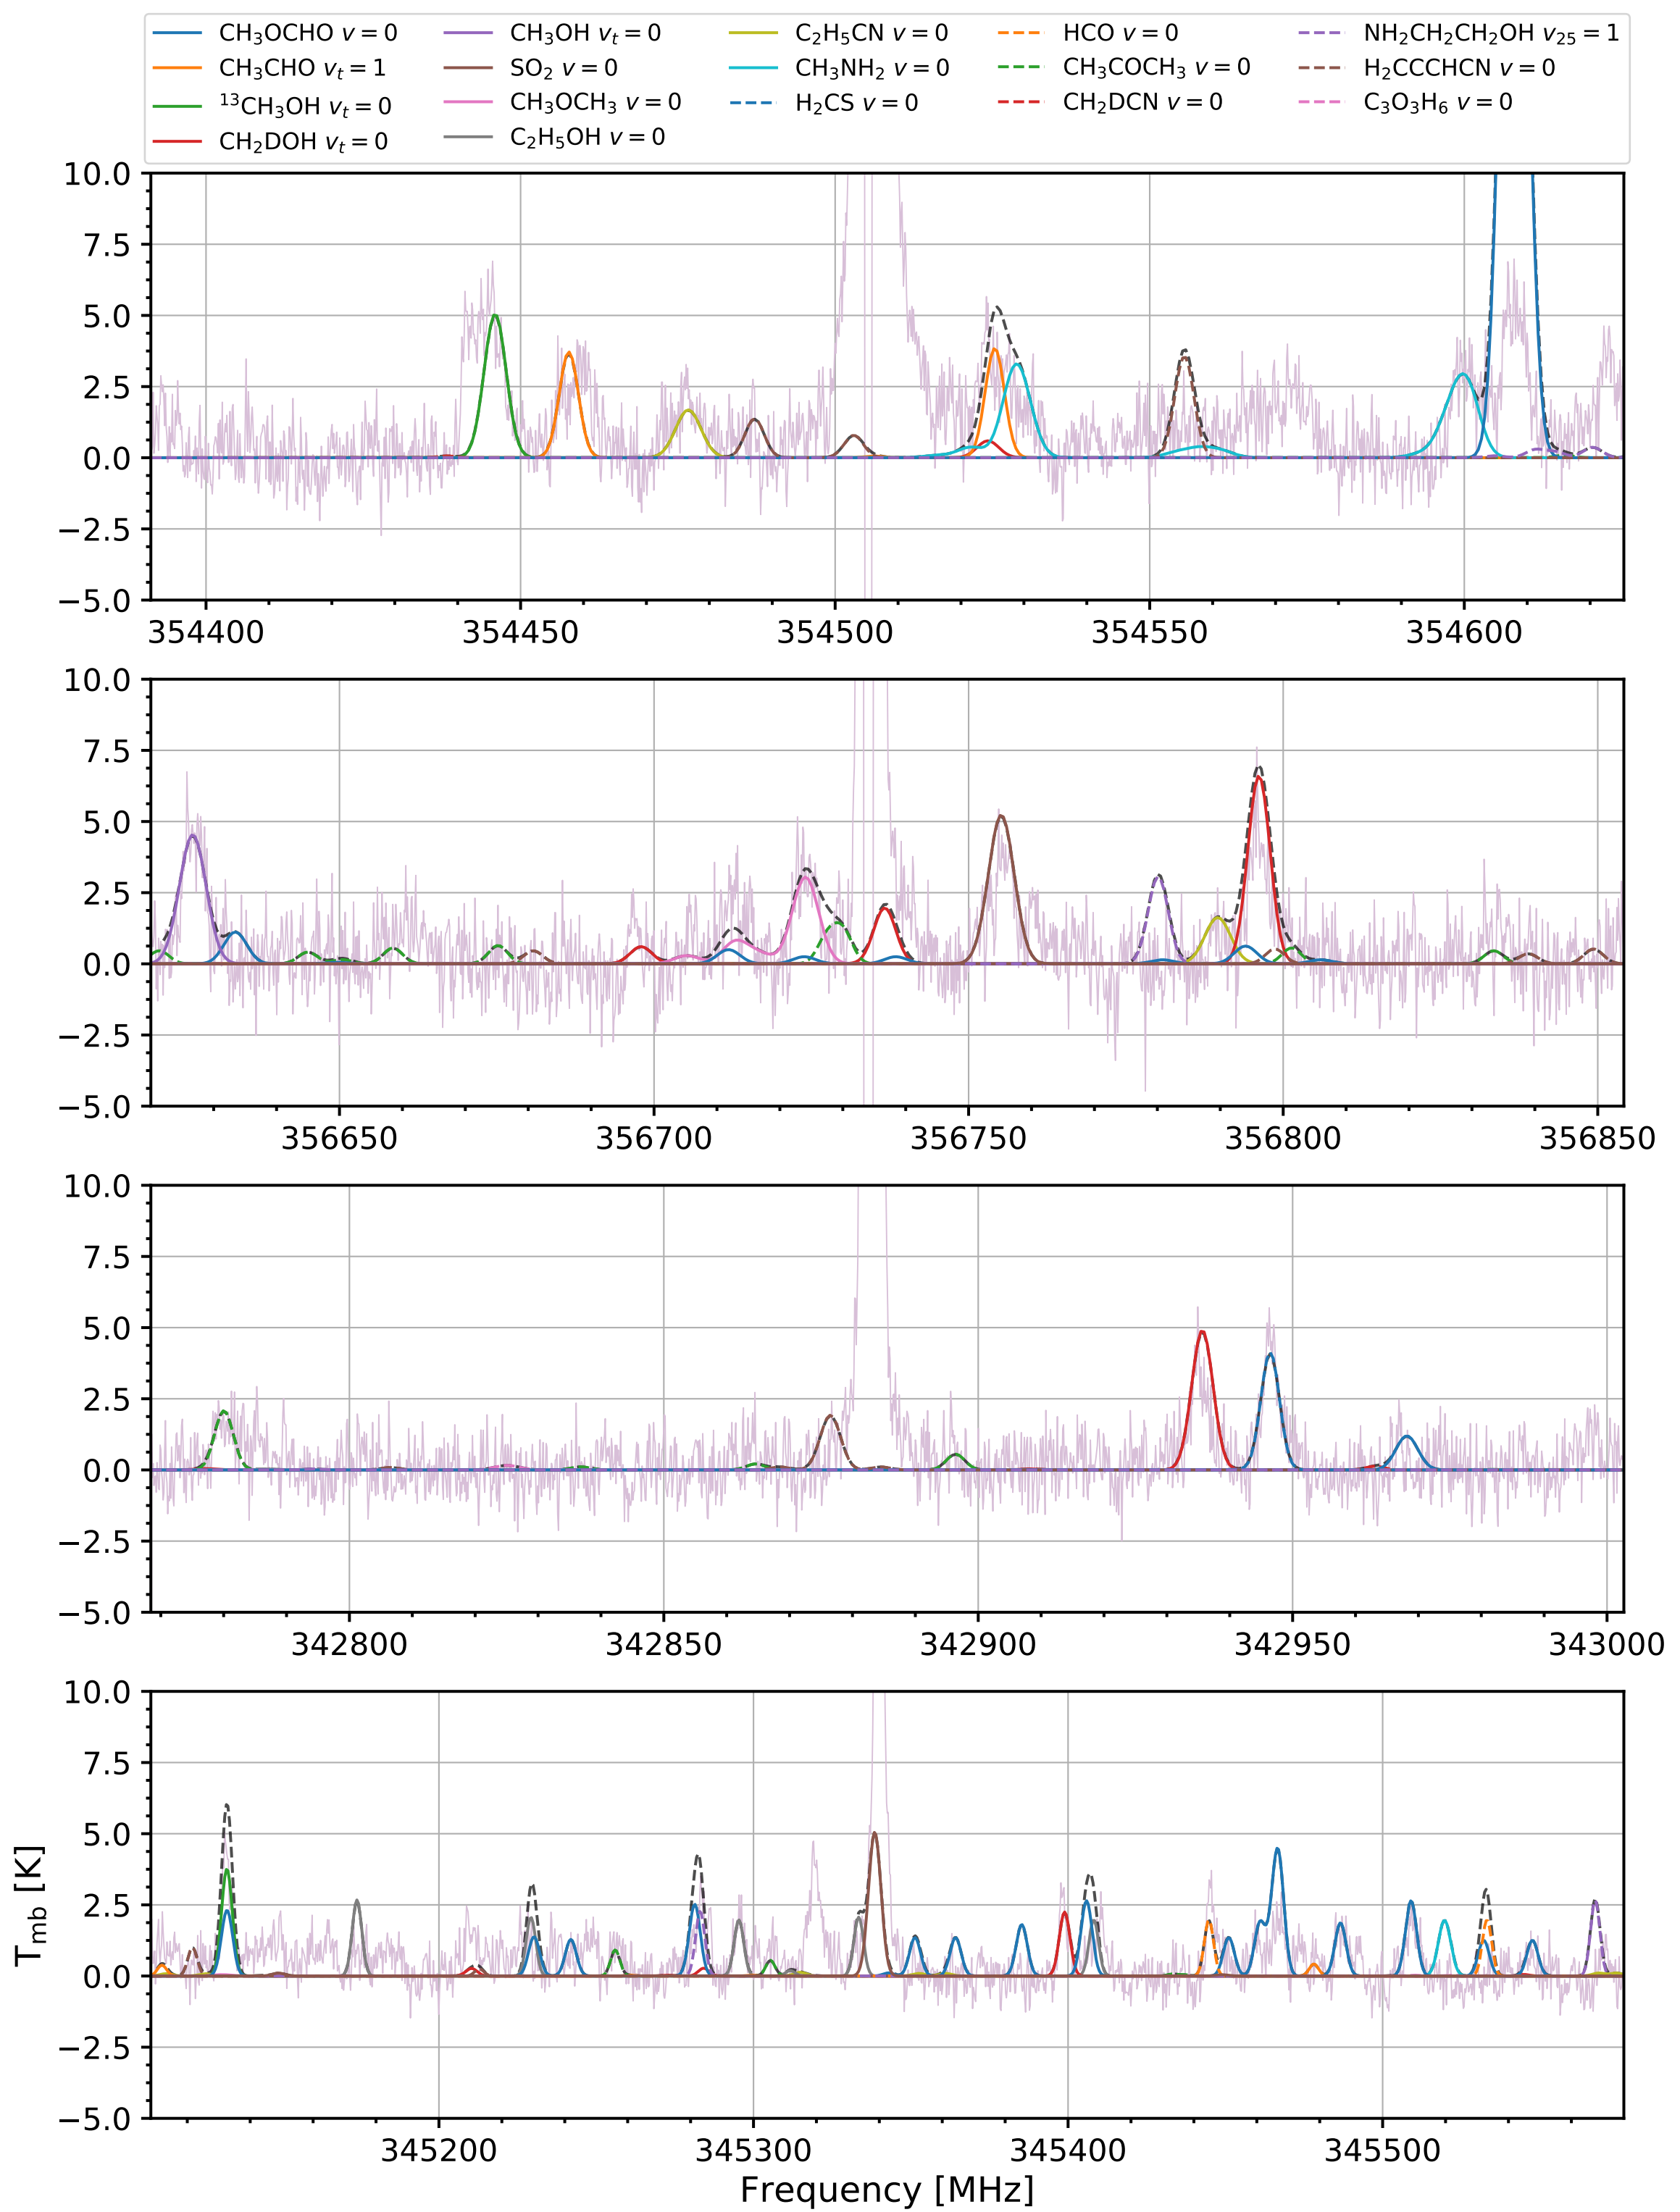 CH₃OCHO v = 0 CH₃OH vₜ = 0 C₂H₅CN v = 0 HCO v = 0 NH₂CH₂CH₂OH v₂₅ = 1
CH₃CHO vₜ = 1 SO₂ v = 0 CH₃NH₂ v = 0 CH₃COCH₃ v = 0 H₂CCCHCN v = 0
¹³CH₃OH vₜ = 0 CH₃OCH₃ v = 0 H₂CS v = 0 CH₂DCN v = 0 C₃O₃H₆ v = 0
CH₂DOH vₜ = 0 C₂H₅OH v = 0
10.0
7.5
5.0
2.5
0.0
−2.5
−5.0
354400 354450 354500 354550 354600
10.0
7.5
5.0
2.5
0.0
−2.5
−5.0
356650 356700 356750 356800 356850
10.0
7.5
5.0
2.5
0.0
−2.5
−5.0
342800 342850 342900 342950 343000
10.0
7.5
5.0
2.5
0.0
−2.5
−5.0
345200 345300 345400 345500
Tmb [K]
Frequency [MHz]